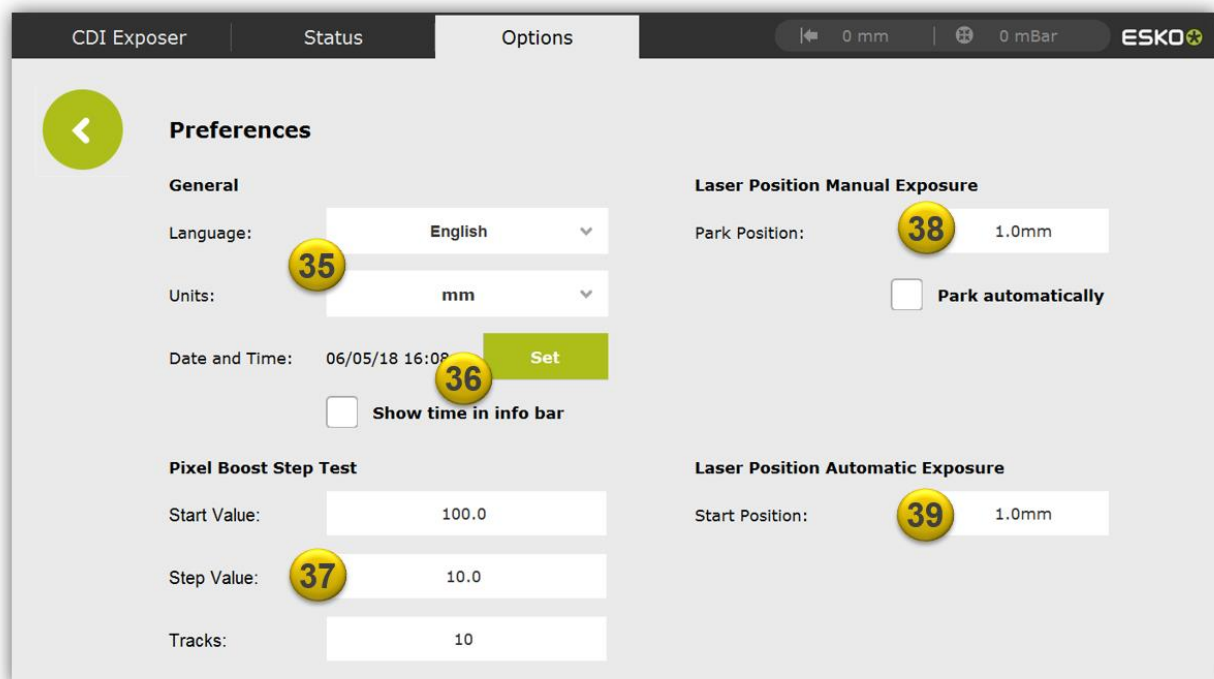 CDI Exposer Status Options 0 mm 0 mBar ESKO
Preferences
General
Language: English
35
Units: mm
Date and Time: 06/05/18 16:08 Set
36
Show time in info bar
Pixel Boost Step Test
Start Value: 100.0
Step Value: 37 10.0
Tracks: 10
Laser Position Manual Exposure
Park Position: 38 1.0mm
Park automatically
Laser Position Automatic Exposure
Start Position: 39 1.0mm